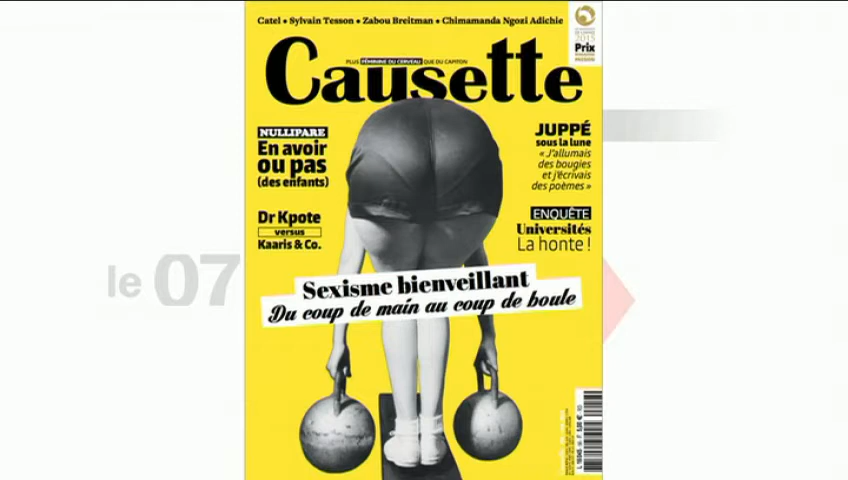 Catel • Sylvain Tesson • Zabou Breitman • Chimamanda Ngozi Adichie
2015
Prix
PLUS FÉMININE DU CERVEAU QUE DU CAPITON
Causette
NULLIPARE
En avoir
ou pas
(des enfants)
Dr Kpote
versus
Kaaris & Co.
JUPPÉ
sous la lune
« J'allumais
des bougies
et j'écrivais
des poèmes »
ENQUÊTE
Universités
La honte !
le 07
Sexisme bienveillant
Du coup de main au coup de boule